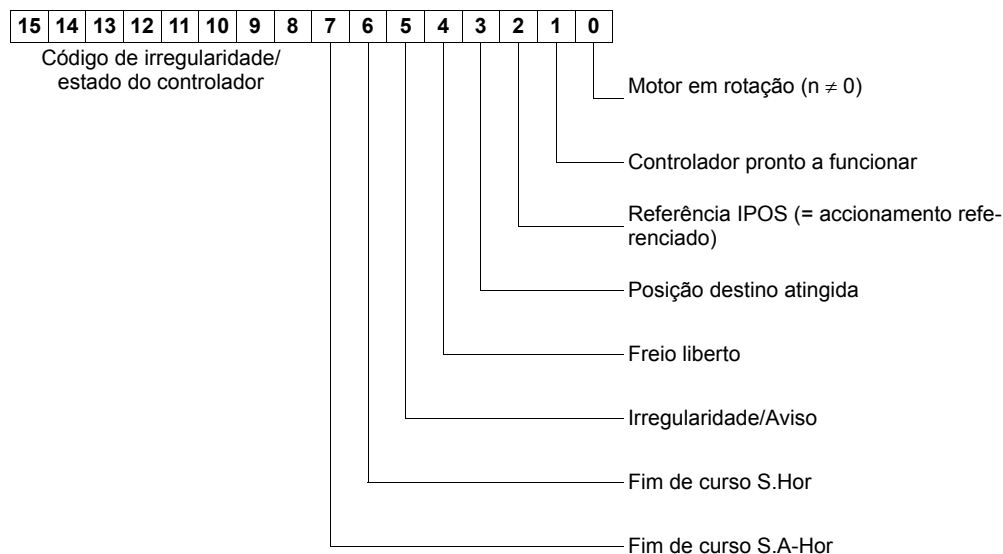 15 14 13 12 11 10 9 8 7 6 5 4 3 2 1 0
Código de irregularidade/
estado do controlador
Motor em rotação (n ≠ 0)
Controlador pronto a funcionar
Referência IPOS (= accionamento refe-
renciado)
Posição destino atingida
Freio liberto
Irregularidade/Aviso
Fim de curso S.Hor
Fim de curso S.A-Hor